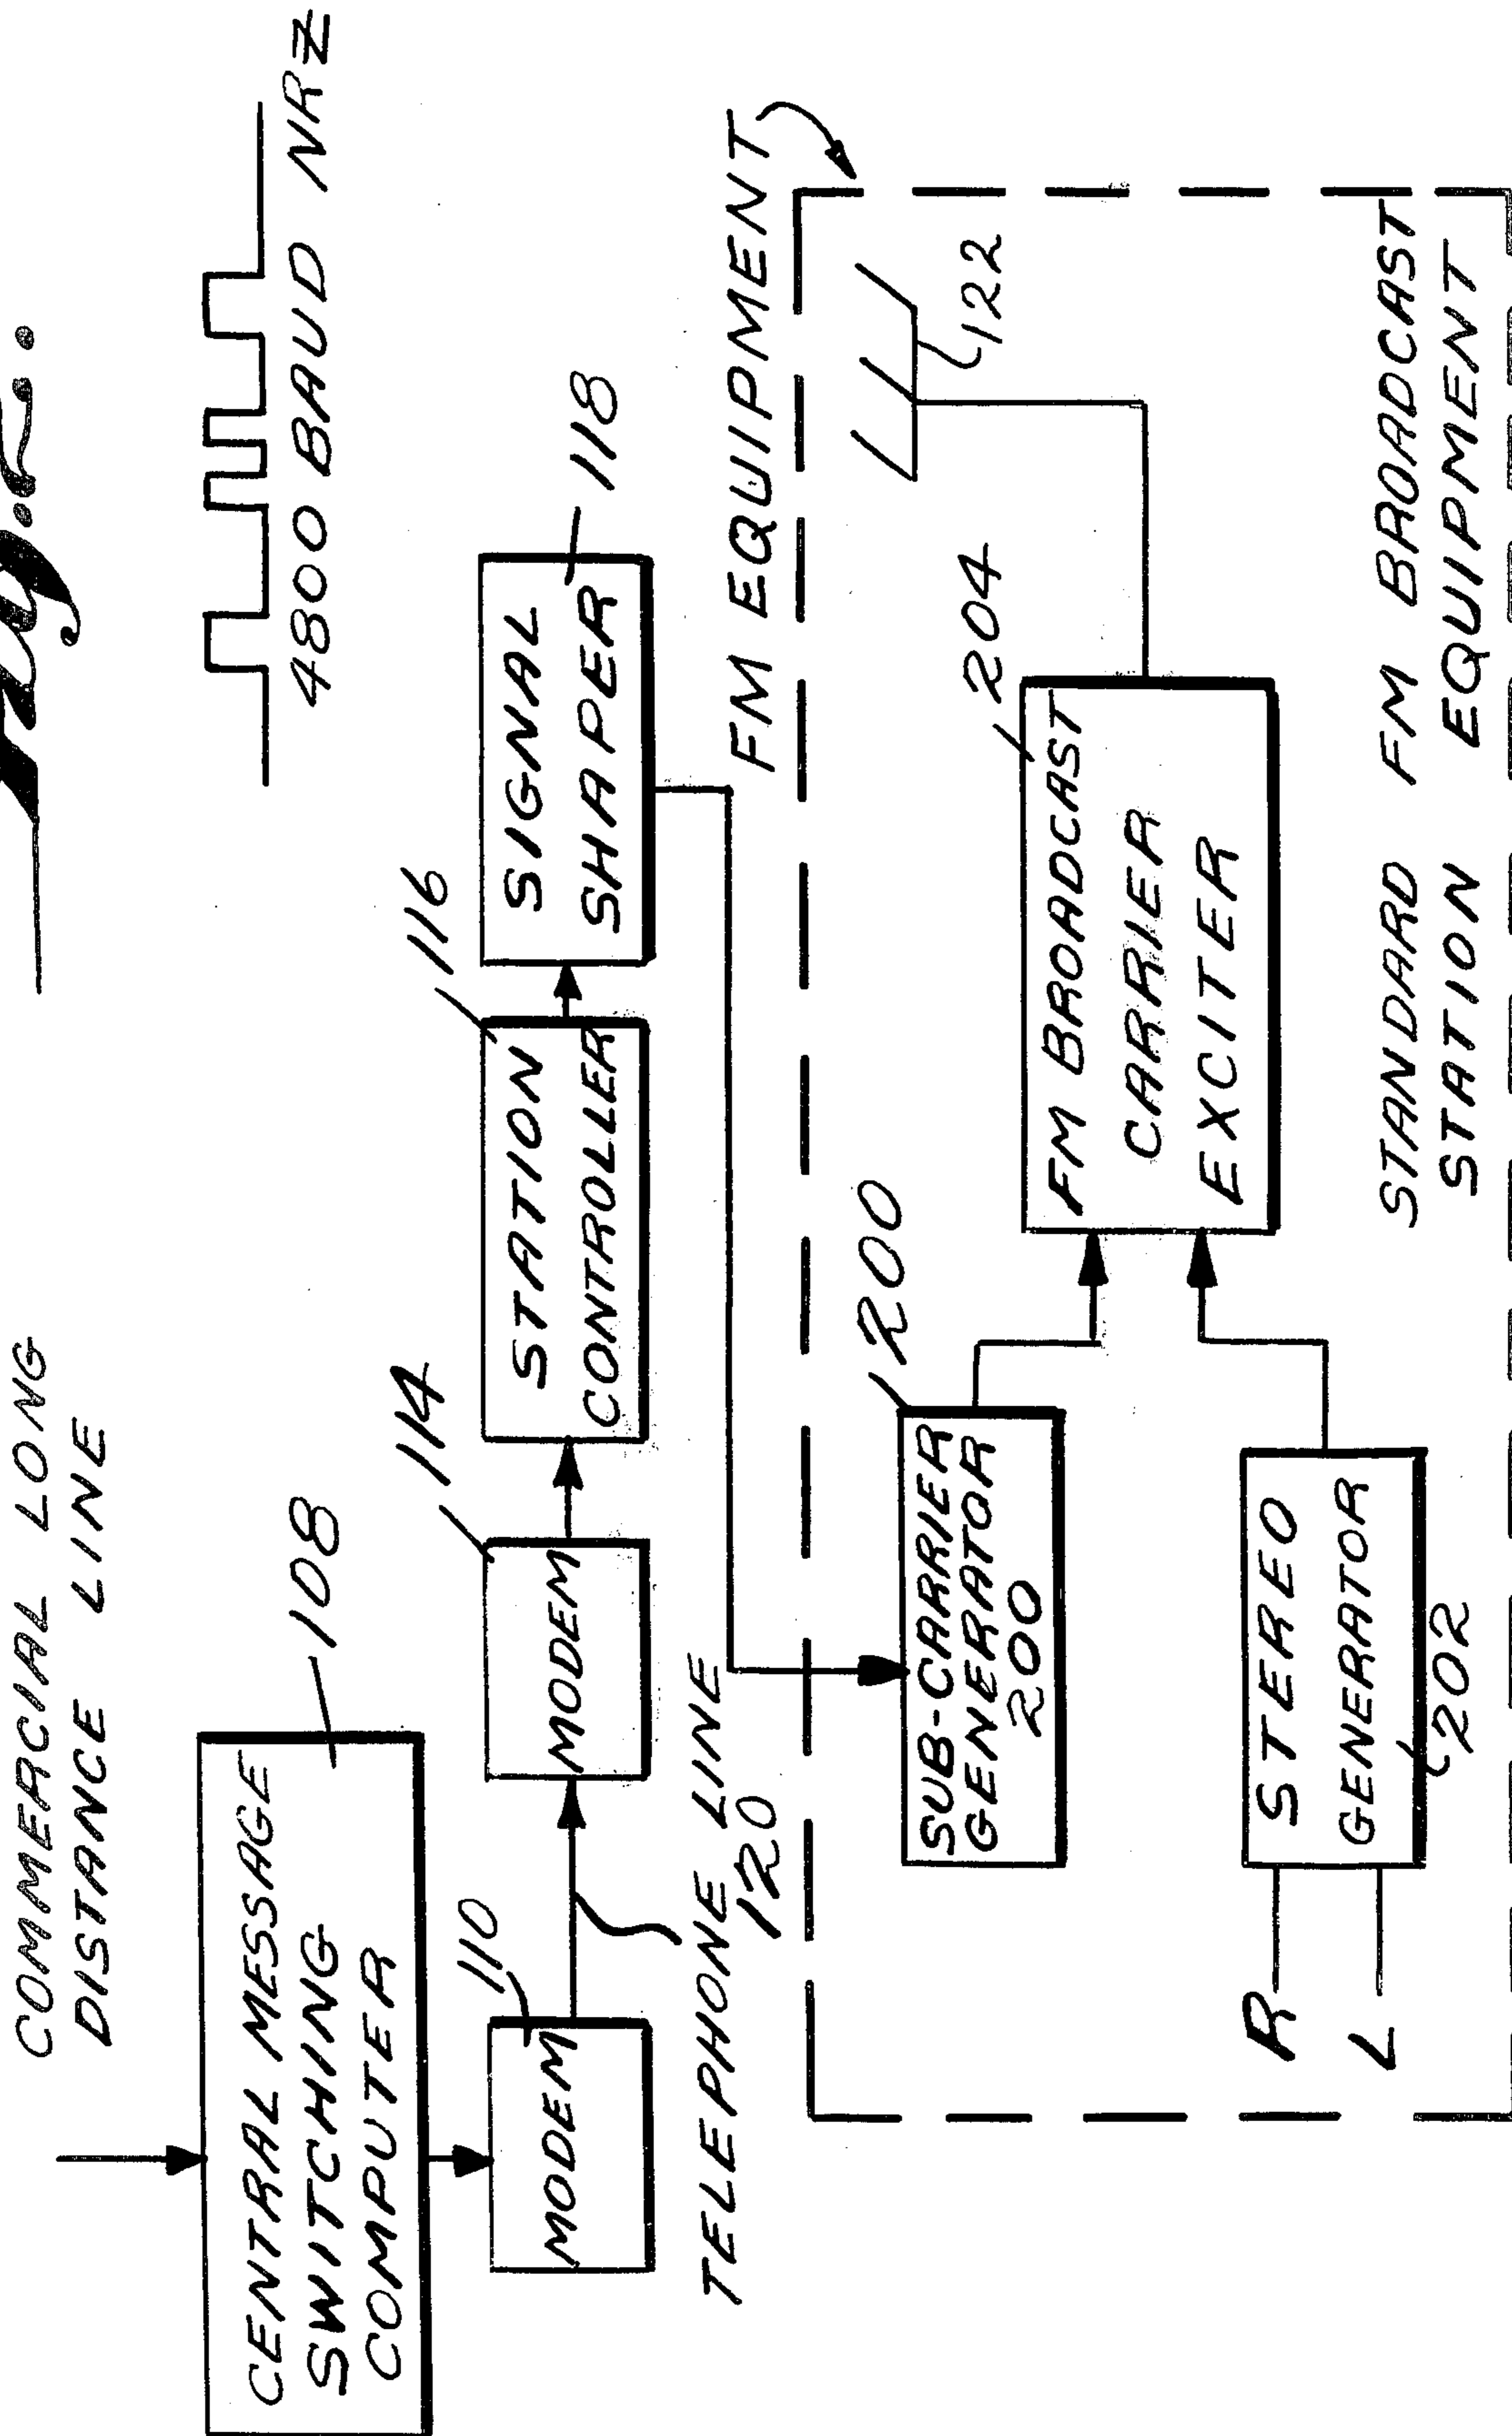 COMMERCIAL LONG
DISTANCE LINE
CENTRAL MESSAGE
SWITCHING
COMPUTER
108
4800 BAUD NRZ
MODEM
110
TELEPHONE LINE
120
MODEM
114
STATION
CONTROLLER
116
SIGNAL
SHAPER
118
FM EQUIPMENT
SUB-CARRIER
GENERATOR
200
200
R
L
STEREO
GENERATOR
202
FM BROADCAST
CARRIER
EXCITER
204
122
STANDARD FM BROADCAST
STATION EQUIPMENT